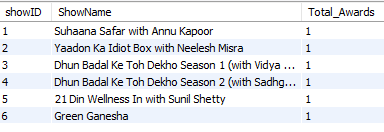 showID ShowName Total_Awards
1 Suhaana Safar with Annu Kapoor 1
2 Yaadon Ka Idiot Box with Neelesh Misra 1
3 Dhun Badal Ke Toh Dekho Season 1 (with Vidya ... 1
4 Dhun Badal Ke Toh Dekho Season 2 (with Sadhg... 1
5 21 Din Wellness In with Sunil Shetty 1
6 Green Ganesha 1